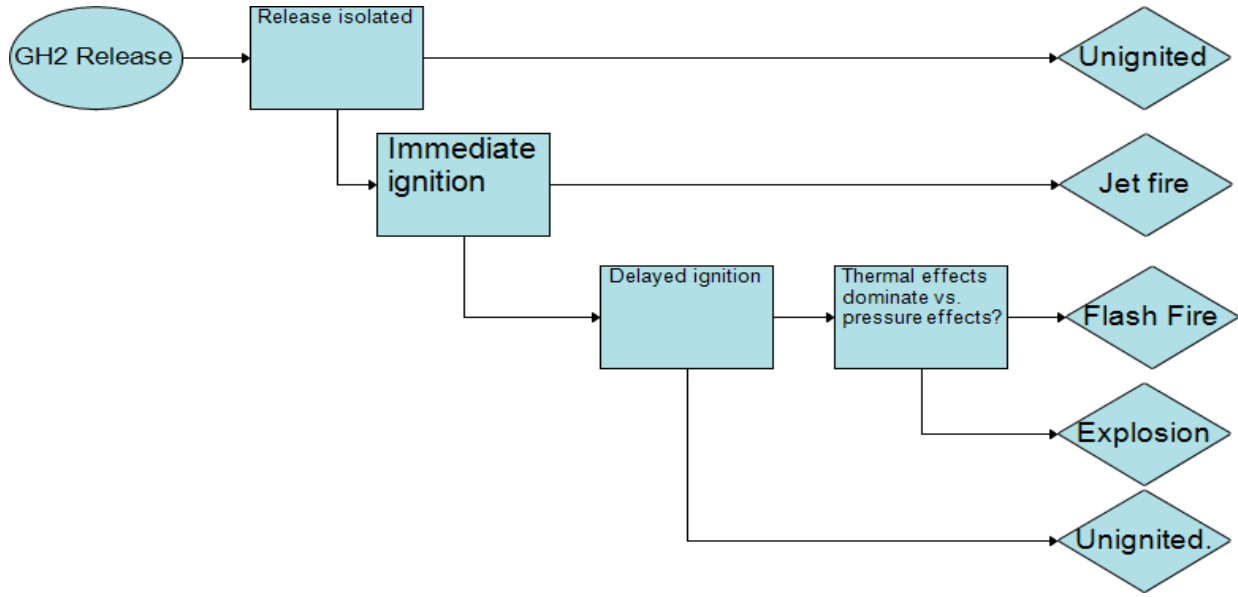 GH2 Release
Release isolated
Unignited
Immediate
ignition
Jet fire
Delayed ignition
Thermal effects
dominate vs.
pressure effects?
Flash Fire
Explosion
Unignited.